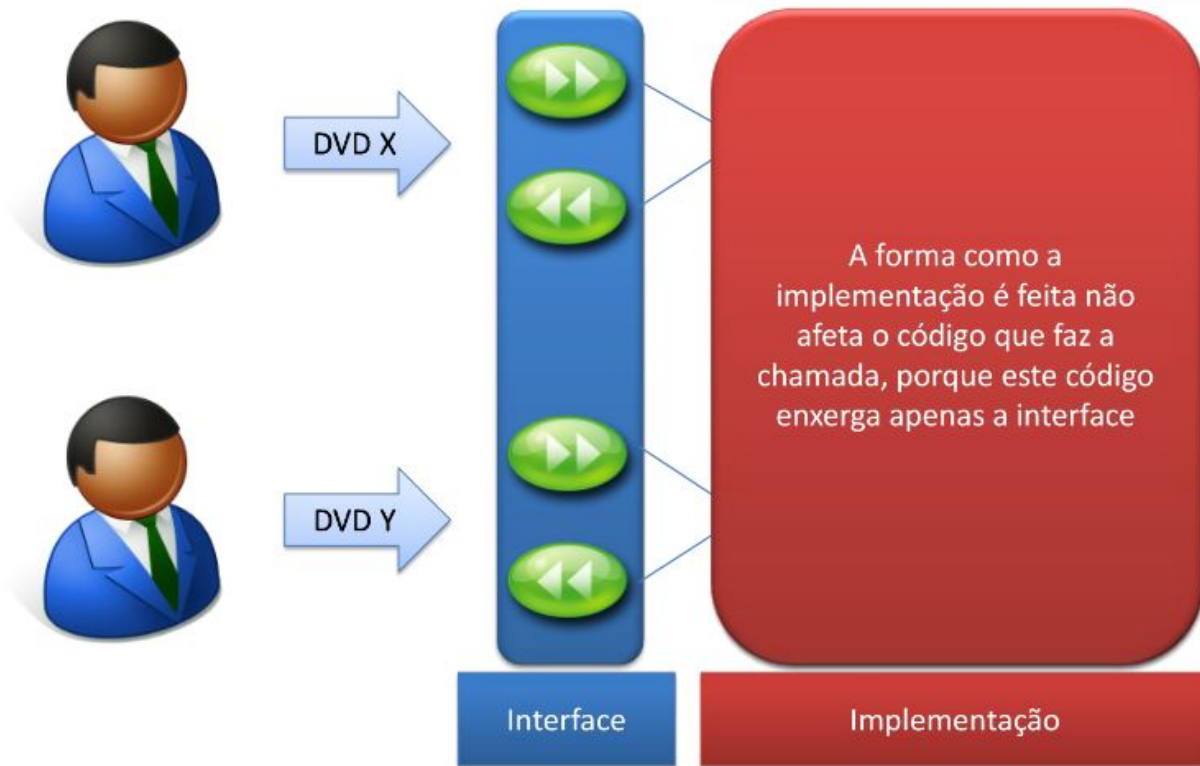 DVD X
A forma como a
implementação é feita não
afeta o código que faz a
chamada, porque este código
enxerga apenas a interface
DVD Y
Interface
Implementação